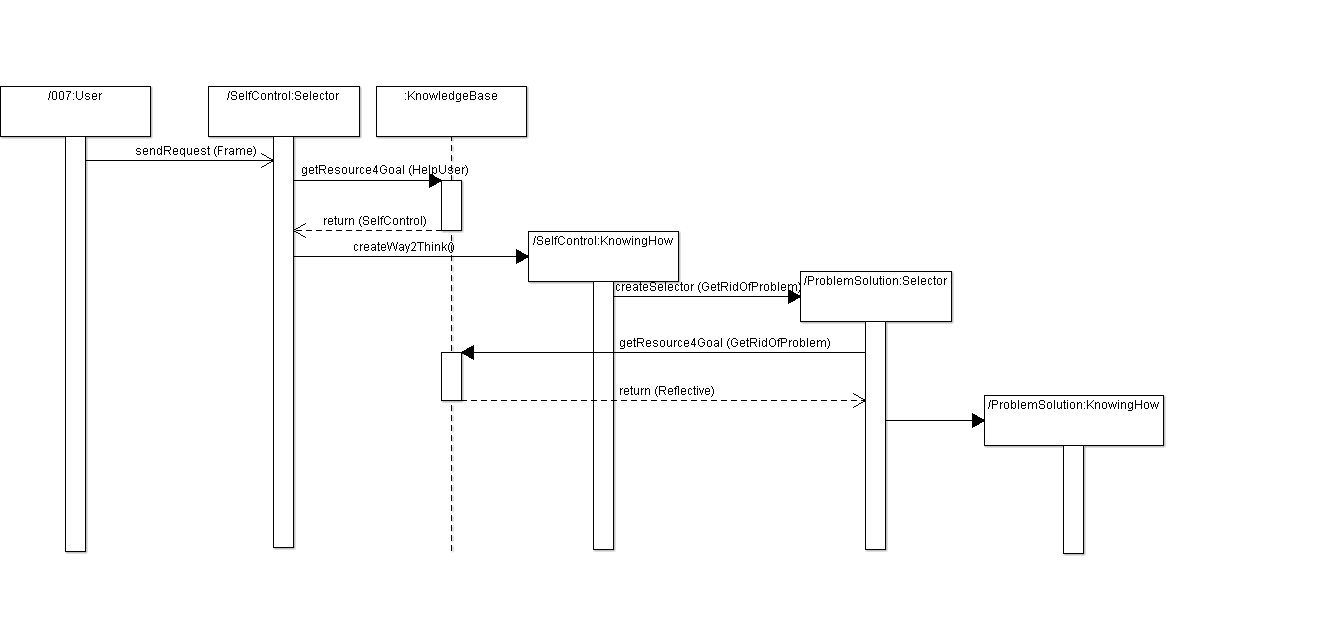 /007:User
/SelfControl:Selector
:KnowledgeBase
sendRequest (Frame)
getResource4Goal (HelpUser)
return (SelfControl)
createWay2Think()
/SelfControl:KnowingHow
createSelector (GetRidOfProblem)
/ProblemSolution:Selector
getResource4Goal (GetRidOfProblem)
return (Reflective)
/ProblemSolution:KnowingHow